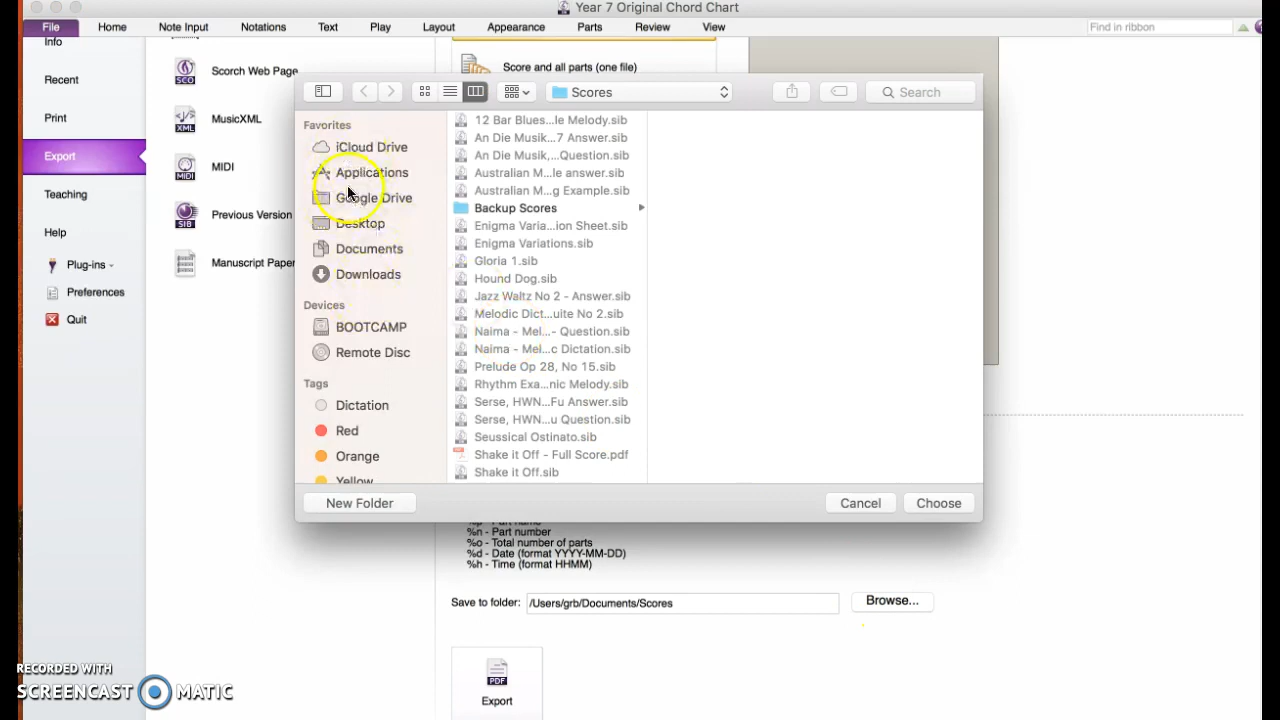 Year 7 Original Chord Chart
File Home Note Input Notations Text Play Layout Appearance Parts Review View Find in ribbon
Info
Recent
Print
Export
Teaching
Help
Plug-ins
Preferences
Quit
SCO
Scorch Web Page
XML
MusicXML
MIDI
SIB
Previous Version
Manuscript Paper
Score and all parts (one file)
Scores
Search
Favorites
iCloud Drive
Applications
Google Drive
Desktop
Documents
Downloads
Devices
BOOTCAMP
Remote Disc
Tags
Dictation
Red
Orange
Yellow
12 Bar Blues...le Melody.sib
An Die Musik...7 Answer.sib
An Die Musik,...Question.sib
Australian M...le answer.sib
Australian M...g Example.sib
Backup Scores
Enigma Varia...ion Sheet.sib
Enigma Variations.sib
Gloria 1.sib
Hound Dog.sib
Jazz Waltz No 2 - Answer.sib
Melodic Dict...uite No 2.sib
Naima - Mel...- Question.sib
Naima - Mel...c Dictation.sib
Prelude Op 28, No 15.sib
Rhythm Exa...nic Melody.sib
Serse, HWN...Fu Answer.sib
Serse, HWN...u Question.sib
Seussical Ostinato.sib
Shake it Off - Full Score.pdf
Shake it Off.sib
New Folder
Cancel
Choose
%p - Part name
%n - Part number
%o - Total number of parts
%d - Date (format YYYY-MM-DD)
%h - Time (format HHMM)
Save to folder: /Users/grb/Documents/Scores
Browse...
PDF
Export
RECORDED WITH
SCREENCAST MATIC